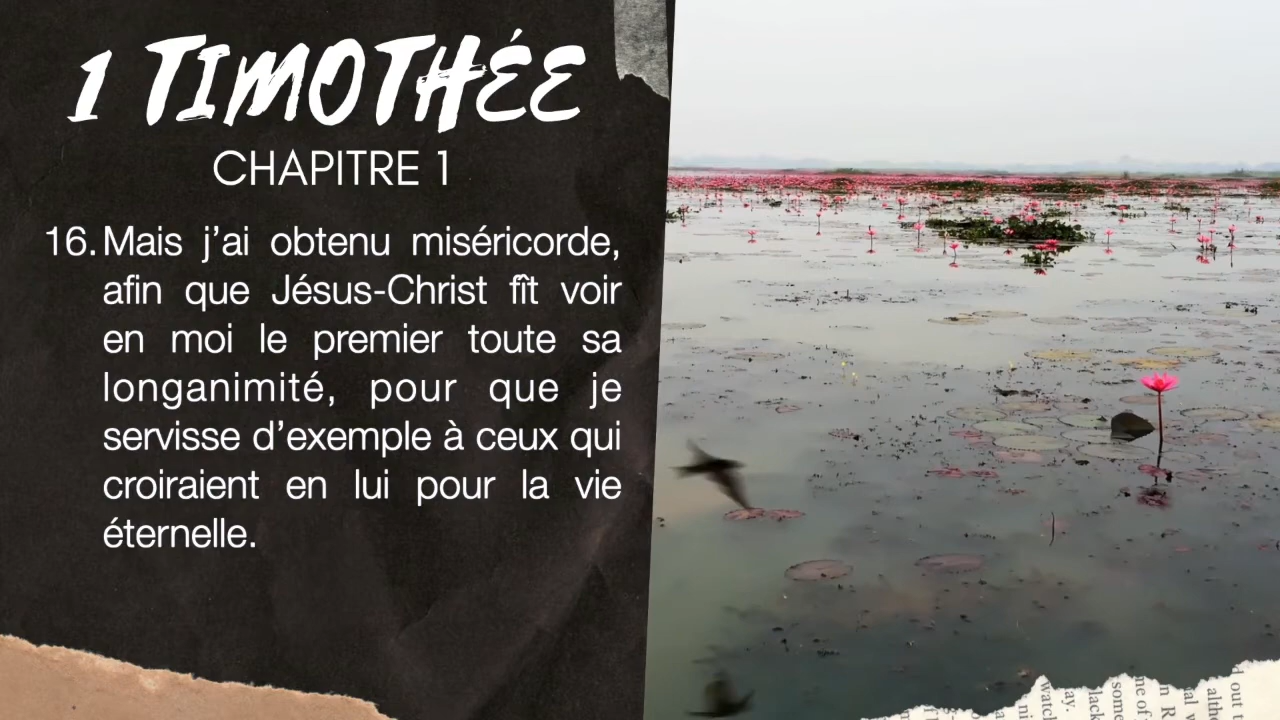 1 TIMOTHÉE
CHAPITRE 1
16. Mais j’ai obtenu miséricorde,
afin que Jésus-Christ fît voir
en moi le premier toute sa
longanimité, pour que je
servisse d’exemple à ceux qui
croiraient en lui pour la vie
éternelle.